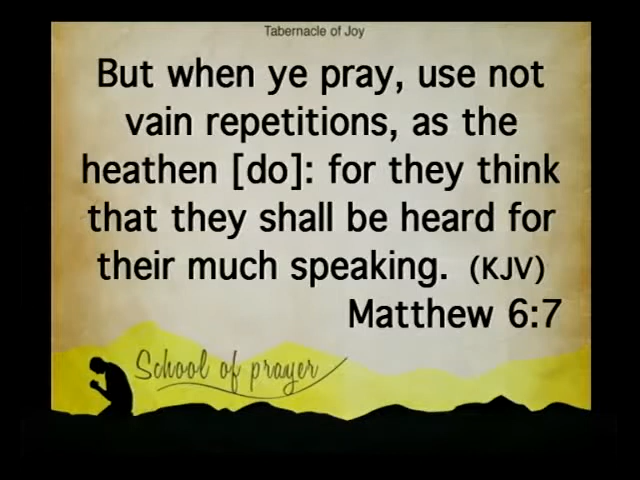 Tabernacle of Joy
But when ye pray, use not
vain repetitions, as the
heathen [do]: for they think
that they shall be heard for
their much speaking. (KJV)
Matthew 6:7
School of prayer